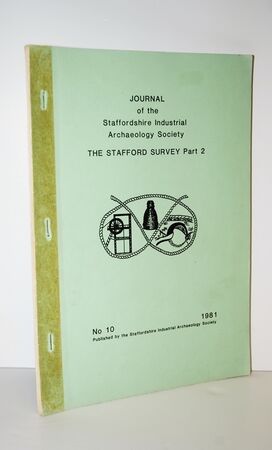 JOURNAL
of the
Staffordshire Industrial
Archaeology Society
THE STAFFORD SURVEY Part 2
No 10 1981
Published by the Staffordshire Industrial Archaeology Society